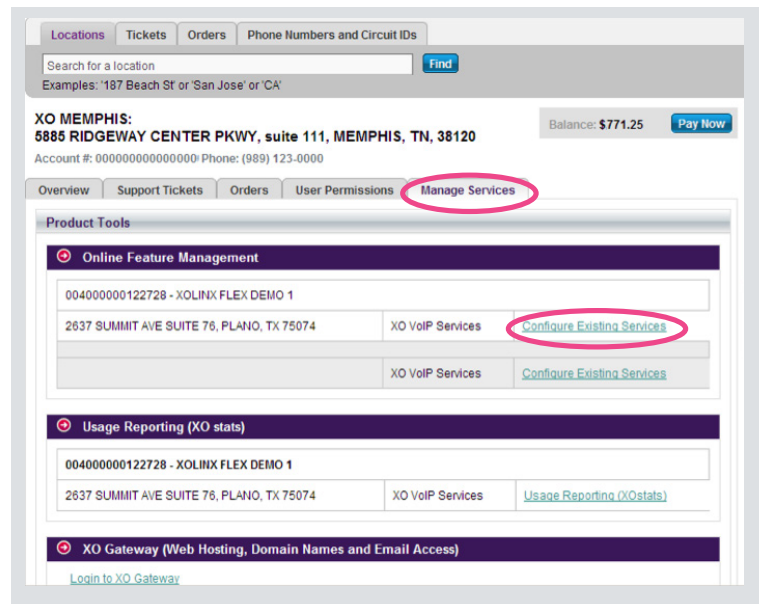 Locations Tickets Orders Phone Numbers and Circuit IDs
Search for a location Find
Examples: '187 Beach St' or 'San Jose' or 'CA'
XO MEMPHIS:
5885 RIDGEWAY CENTER PKWY, suite 111, MEMPHIS, TN, 38120
Balance: $771.25 Pay Now
Account #: 000000000000000 Phone: (989) 123-0000
Overview Support Tickets Orders User Permissions Manage Services
Product Tools
Online Feature Management
004000000122728 - XOLINX FLEX DEMO 1
2637 SUMMIT AVE SUITE 76, PLANO, TX 75074 XO VoIP Services Configure Existing Services
XO VoIP Services Configure Existing Services
Usage Reporting (XO stats)
004000000122728 - XOLINX FLEX DEMO 1
2637 SUMMIT AVE SUITE 76, PLANO, TX 75074 XO VoIP Services Usage Reporting (XOstats)
XO Gateway (Web Hosting, Domain Names and Email Access)
Login to XO Gateway